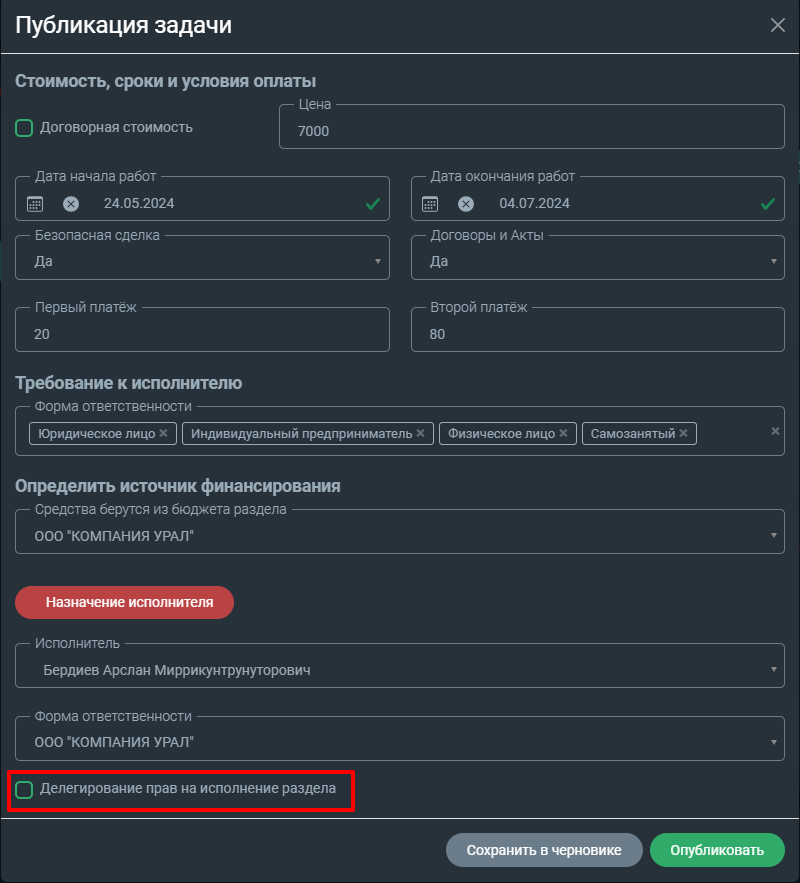 Публикация задачи
Стоимость, сроки и условия оплаты
Договорная стоимость
Цена
7000
Дата начала работ
24.05.2024
Дата окончания работ
04.07.2024
Безопасная сделка
Да
Договоры и Акты
Да
Первый платёж
20
Второй платёж
80
Требование к исполнителю
Форма ответственности
Юридическое лицо × Индивидуальный предприниматель × Физическое лицо × Самозанятый ×
Определить источник финансирования
Средства берутся из бюджета раздела
ООО "КОМПАНИЯ УРАЛ"
Назначение исполнителя
Исполнитель
Бердиев Арслан Миррикунтрунуторович
Форма ответственности
ООО "КОМПАНИЯ УРАЛ"
Делегирование прав на исполнение раздела
Сохранить в черновике
Опубликовать